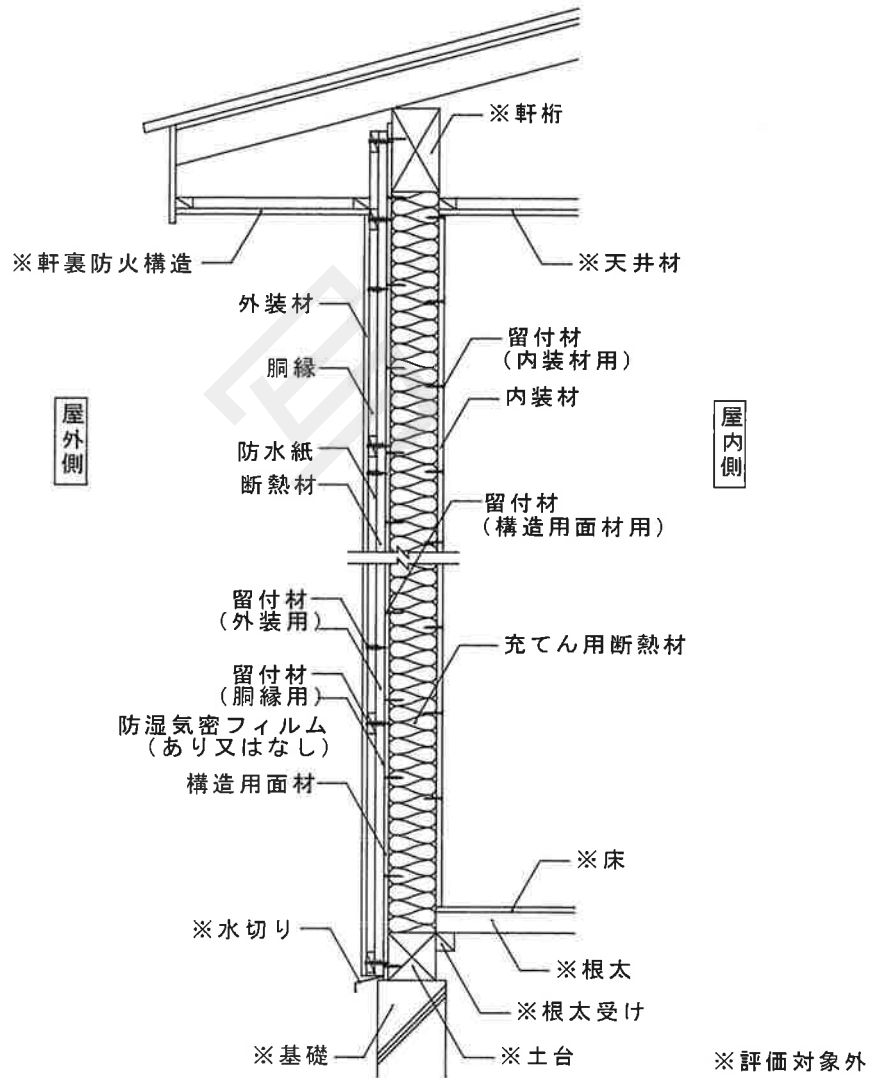 ※軒桁
※軒裏防火構造
※天井材
外装材
留付材
(内装材用)
胴縁
内装材
屋外側
屋内側
防水紙
断熱材
留付材
(構造用面材用)
留付材
(外装用)
充てん用断熱材
留付材
(胴縁用)
防湿気密フィルム
(あり又はなし)
構造用面材
※床
※水切り
※根太
※根太受け
※基礎
※土台
※評価対象外